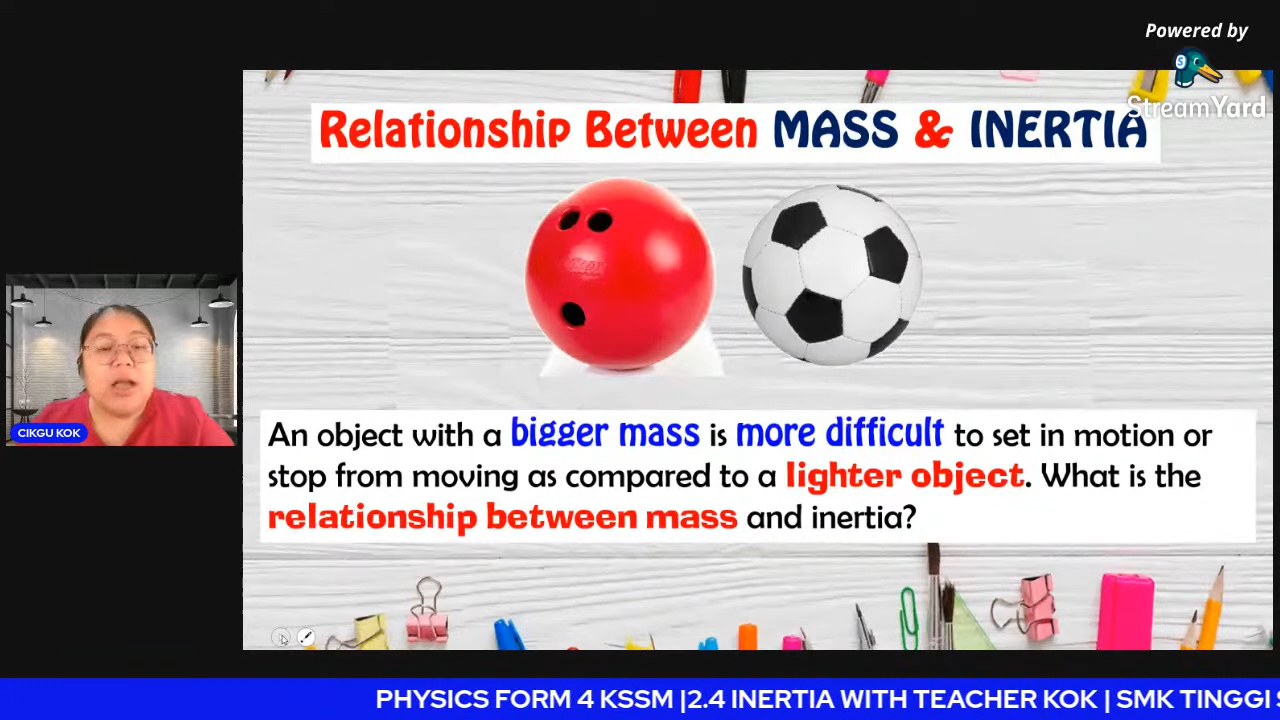 Powered by
StreamYard
Relationship Between MASS & INERTIA
An object with a bigger mass is more difficult to set in motion or
stop from moving as compared to a lighter object. What is the
relationship between mass and inertia?
CIKGU KOK
PHYSICS FORM 4 KSSM |2.4 INERTIA WITH TEACHER KOK | SMK TINGGI S